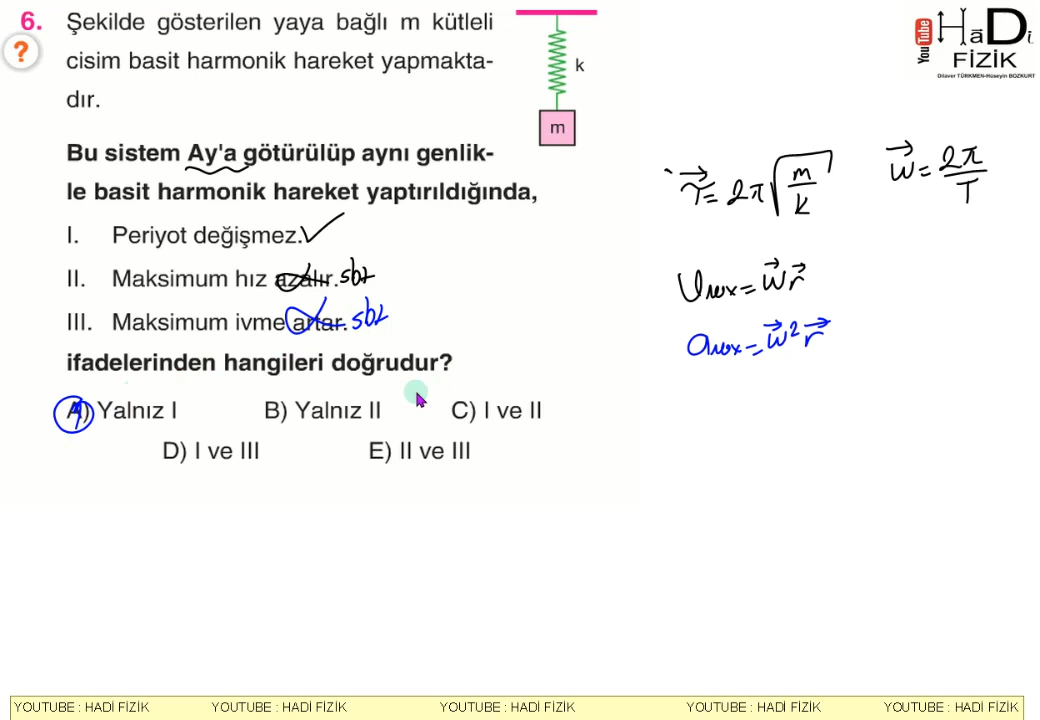 6. Şekilde gösterilen yaya bağlı m kütleli
? cisim basit harmonik hareket yapmakta-
dır.
k
m
Bu sistem Ay'a götürülüp aynı genlik-
le basit harmonik hareket yaptırıldığında,
I. Periyot değişmez.
II. Maksimum hız azalır. sbt
III. Maksimum ivme artar. sbt
ifadelerinden hangileri doğrudur?
A) Yalnız I B) Yalnız II C) I ve II
D) I ve III E) II ve III
T = 2π√m/k
w = 2π/T
Vmax = w r
amax = w² r
YouTube HaDi
FİZİK
Dilaver TÜRKMEN-Hüseyin BOZKURT
YOUTUBE : HADİ FİZİK YOUTUBE : HADİ FİZİK YOUTUBE : HADİ FİZİK YOUTUBE : HADİ FİZİK YOUTUBE : HADİ FİZİK